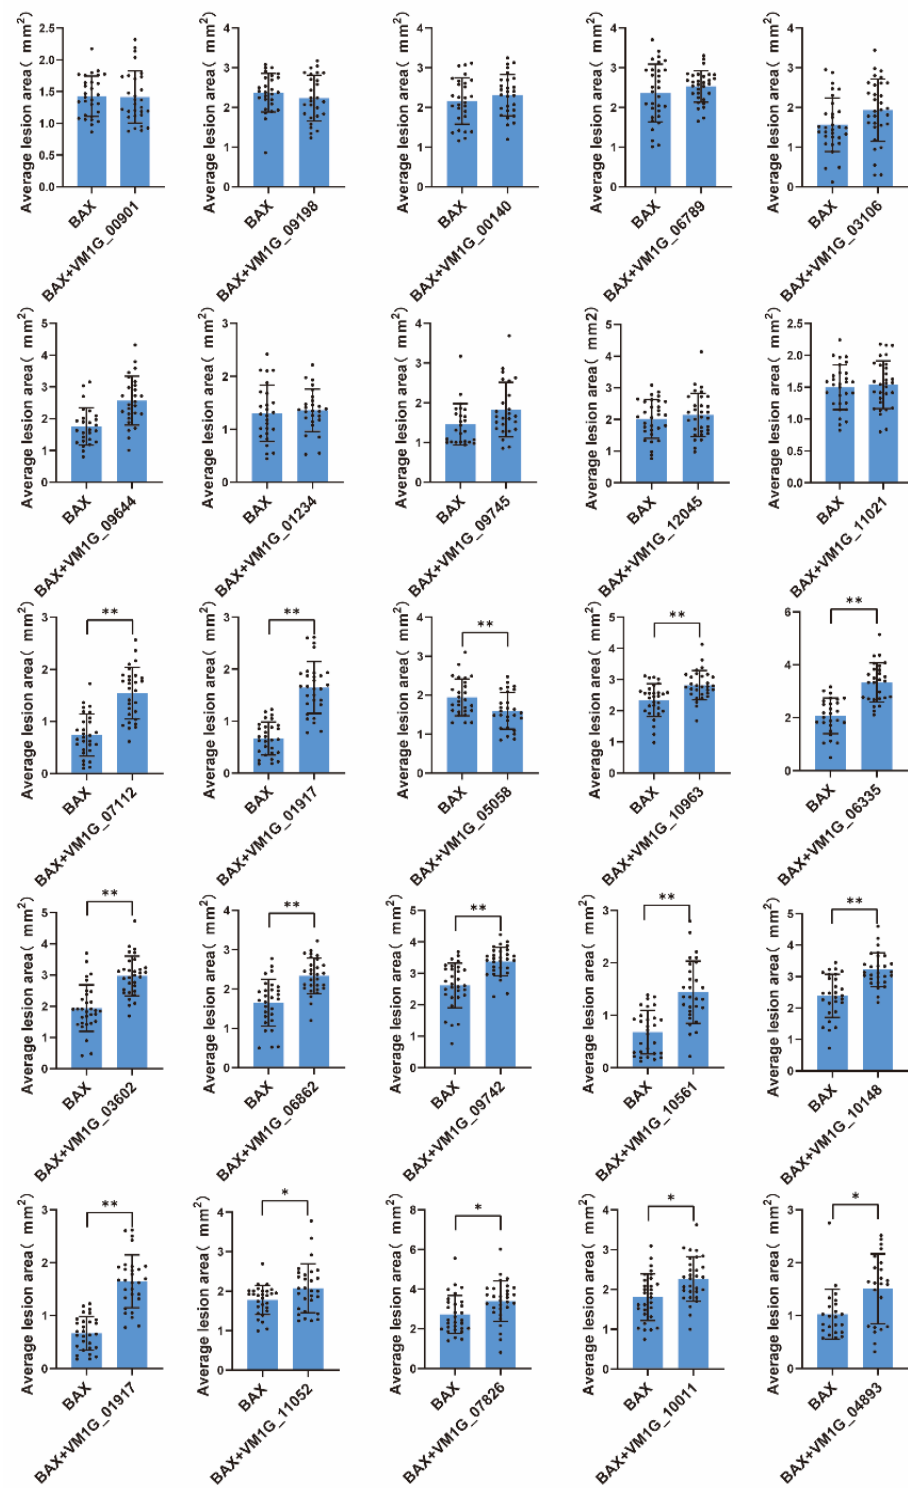 Average lesion area( mm2)
2.5
2.0
1.5
1.0
0.5
0.0
BAX
BAX+VM1G_00901
Average lesion area( mm2)
4
3
2
1
0
BAX
BAX+VM1G_09198
Average lesion area( mm2)
4
3
2
1
0
BAX
BAX+VM1G_00140
Average lesion area( mm2)
4
3
2
1
0
BAX
BAX+VM1G_06789
Average lesion area( mm2)
4
3
2
1
0
BAX
BAX+VM1G_03106
Average lesion area( mm2)
5
4
3
2
1
0
BAX
BAX+VM1G_09644
Average lesion area( mm2)
3
2
1
0
BAX
BAX+VM1G_01234
Average lesion area( mm2)
4
3
2
1
0
BAX
BAX+VM1G_09745
Average lesion area( mm2)
5
4
3
2
1
0
BAX
BAX+VM1G_12045
Average lesion area( mm2)
2.5
2.0
1.5
1.0
0.5
0.0
BAX
BAX+VM1G_11021
Average lesion area( mm2)
3
2
1
0
**
BAX
BAX+VM1G_07112
Average lesion area( mm2)
3
2
1
0
**
BAX
BAX+VM1G_01917
Average lesion area( mm2)
4
3
2
1
0
**
BAX
BAX+VM1G_05058
Average lesion area( mm2)
5
4
3
2
1
0
**
BAX
BAX+VM1G_10963
Average lesion area( mm2)
6
4
2
0
**
BAX
BAX+VM1G_06335
Average lesion area( mm2)
5
4
3
2
1
0
**
BAX
BAX+VM1G_03602
Average lesion area( mm2)
4
3
2
1
0
**
BAX
BAX+VM1G_06862
Average lesion area( mm2)
5
4
3
2
1
0
**
BAX
BAX+VM1G_09742
Average lesion area( mm2)
3
2
1
0
**
BAX
BAX+VM1G_10561
Average lesion area( mm2)
5
4
3
2
1
0
**
BAX
BAX+VM1G_10148
Average lesion area( mm2)
3
2
1
0
**
BAX
BAX+VM1G_01917
Average lesion area( mm2)
4
3
2
1
0
*
BAX
BAX+VM1G_11052
Average lesion area( mm2)
8
6
4
2
0
*
BAX
BAX+VM1G_07826
Average lesion area( mm2)
4
3
2
1
0
*
BAX
BAX+VM1G_10011
Average lesion area( mm2)
3
2
1
0
*
BAX
BAX+VM1G_04893